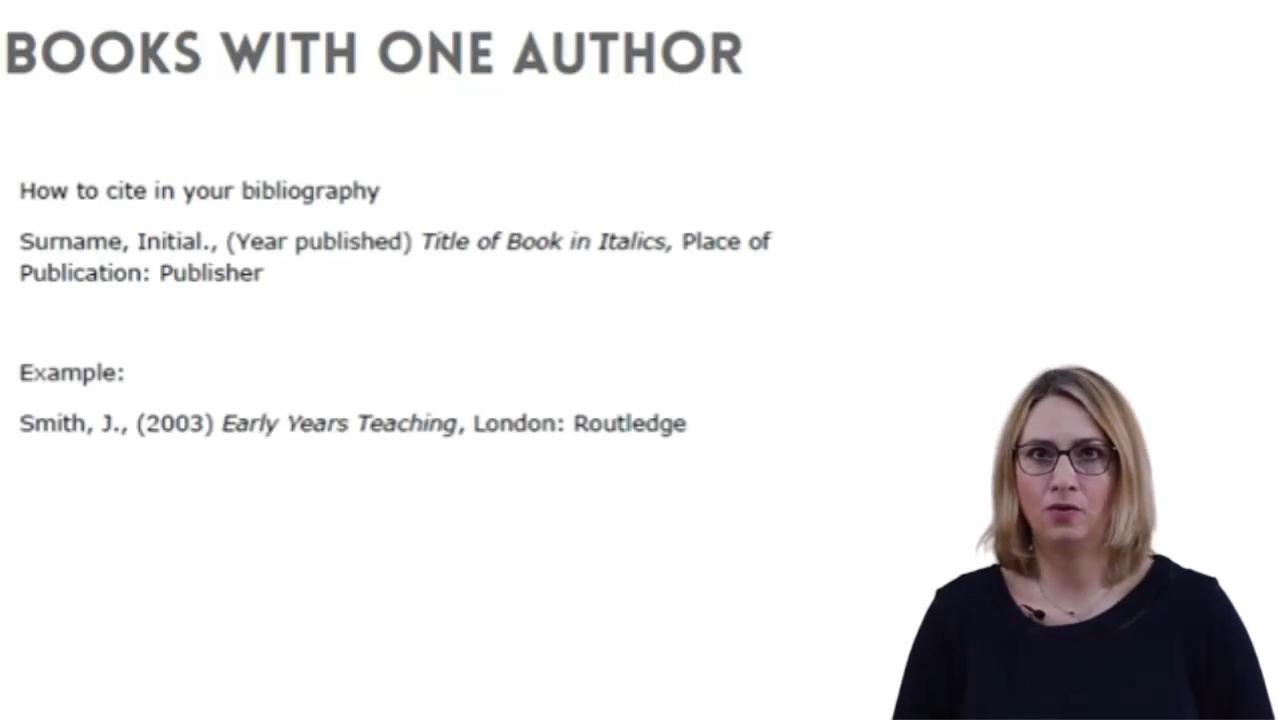 BOOKS WITH ONE AUTHOR
How to cite in your bibliography
Surname, Initial., (Year published) Title of Book in Italics, Place of
Publication: Publisher
Example:
Smith, J., (2003) Early Years Teaching, London: Routledge